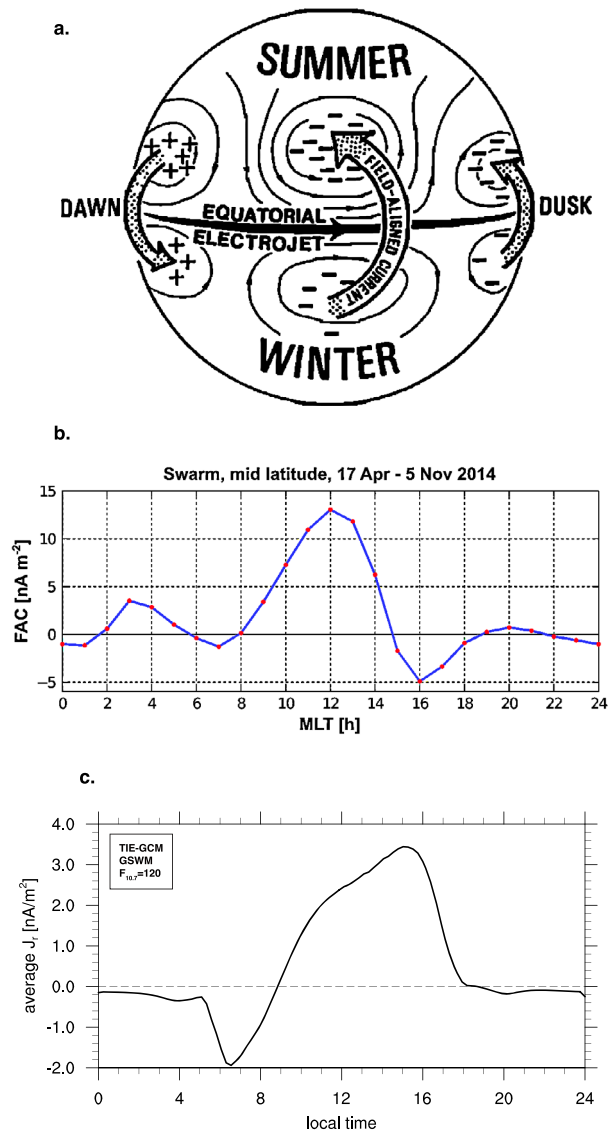 a.
SUMMER
DAWN
EQUATORIAL
ELECTROJET
FIELD-ALIGNED CURRENT
DUSK
WINTER
b.
Swarm, mid latitude, 17 Apr - 5 Nov 2014
FAC [nA m-2]
15
10
5
0
−5
0 2 4 6 8 10 12 14 16 18 20 22 24
MLT [h]
c.
average Jr [nA/m2]
4.0
3.0
2.0
1.0
0.0
-1.0
-2.0
TIE-GCM
GSWM
F10.7=120
0 4 8 12 16 20 24
local time